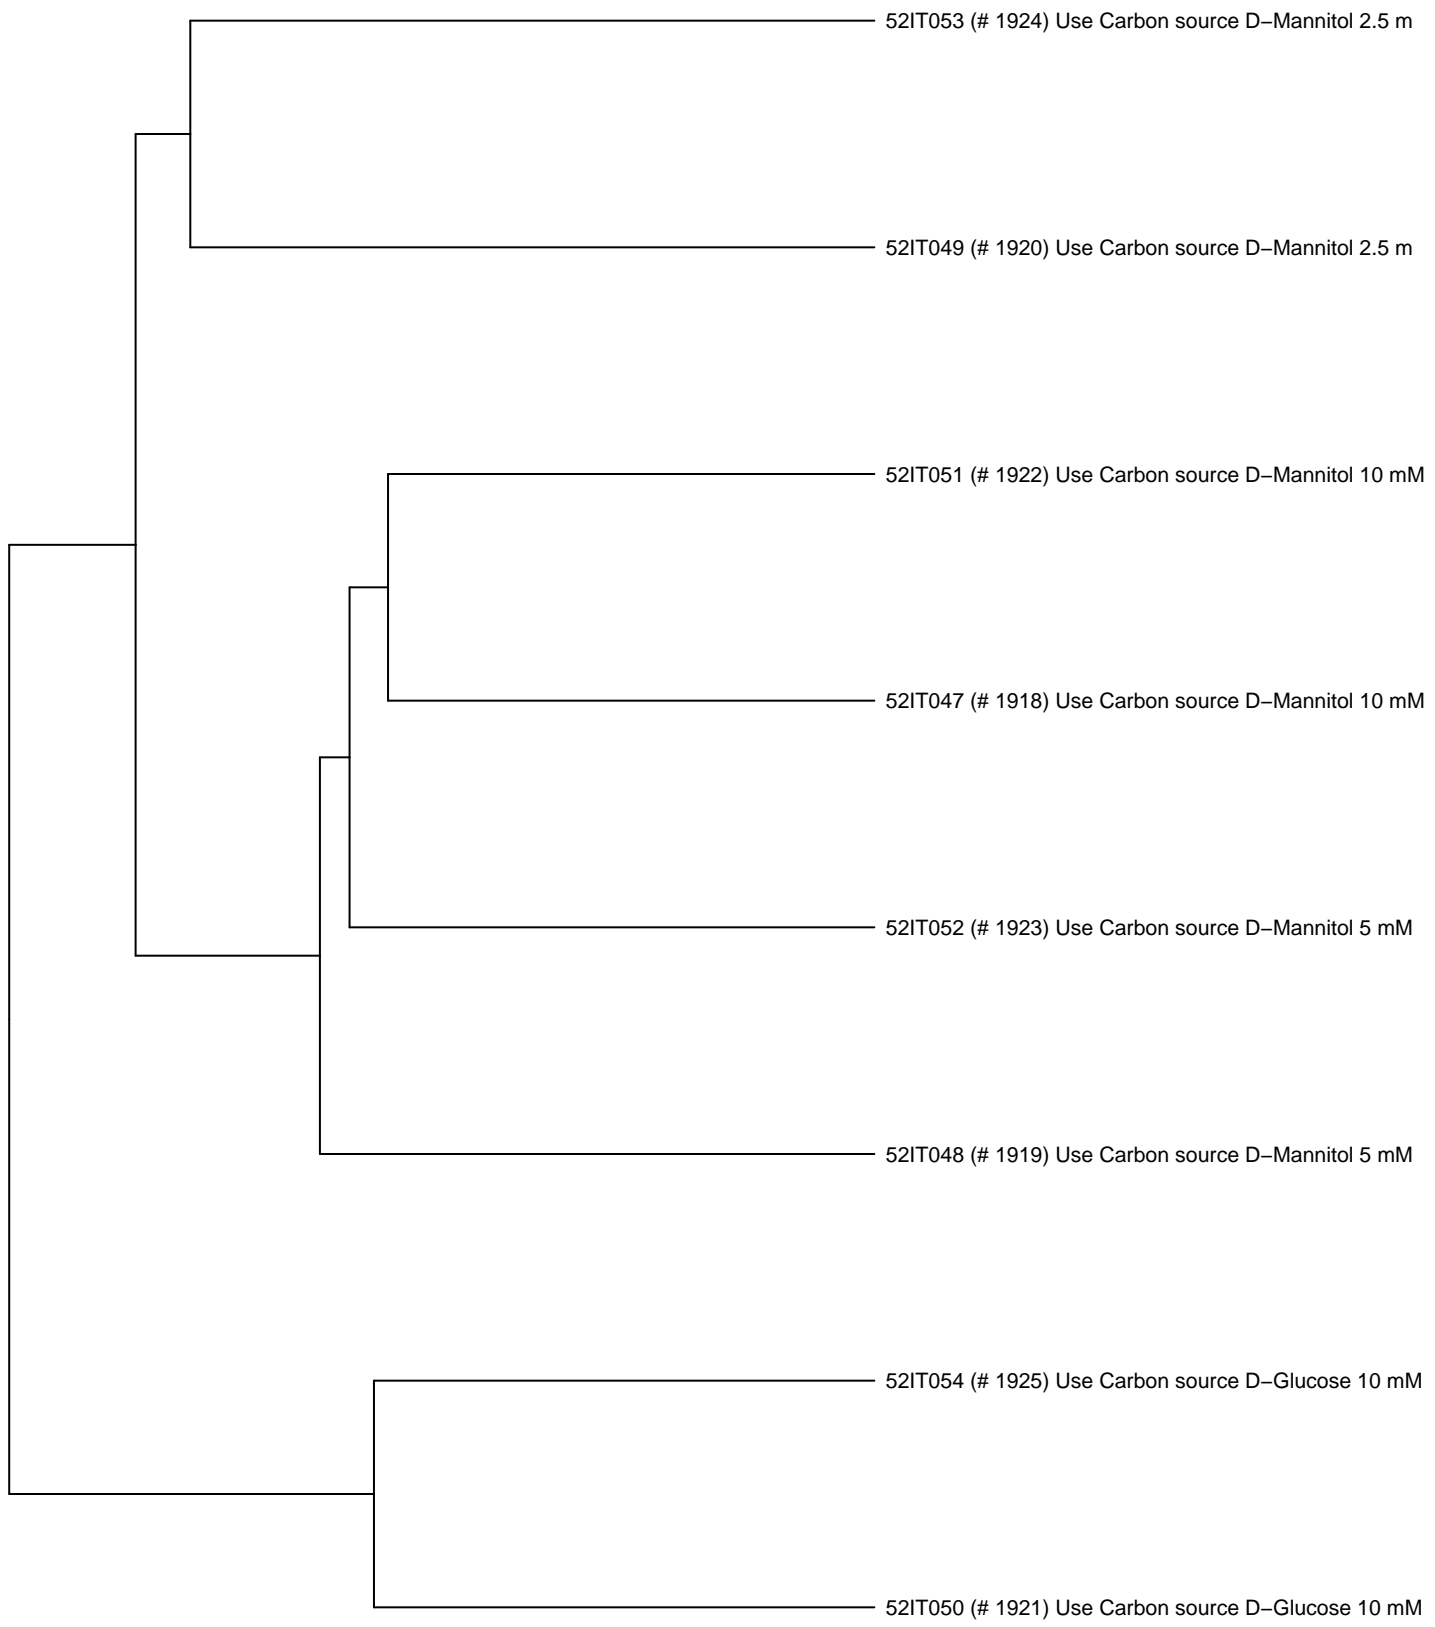 52IT053 (# 1924) Use Carbon source D−Mannitol 2.5 m
52IT049 (# 1920) Use Carbon source D−Mannitol 2.5 m
52IT051 (# 1922) Use Carbon source D−Mannitol 10 mM
52IT047 (# 1918) Use Carbon source D−Mannitol 10 mM
52IT052 (# 1923) Use Carbon source D−Mannitol 5 mM
52IT048 (# 1919) Use Carbon source D−Mannitol 5 mM
52IT054 (# 1925) Use Carbon source D−Glucose 10 mM
52IT050 (# 1921) Use Carbon source D−Glucose 10 mM